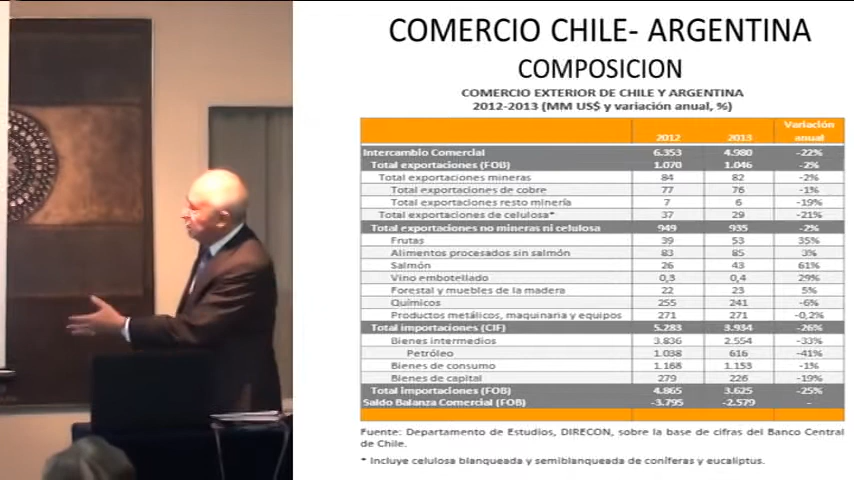 COMERCIO CHILE- ARGENTINA
COMPOSICION
COMERCIO EXTERIOR DE CHILE Y ARGENTINA
2012-2013 (MM US$ y variación anual, %)
2012 2013 Variación anual
Intercambio Comercial 6.353 4.980 -22%
Total exportaciones (FOB) 1.070 1.046 -2%
Total exportaciones mineras 84 82 -2%
Total exportaciones de cobre 77 76 -1%
Total exportaciones resto minería 7 6 -19%
Total exportaciones de celulosa* 37 29 -21%
Total exportaciones no mineras ni celulosa 949 935 -2%
Frutas 39 53 35%
Alimentos procesados sin salmón 83 85 3%
Salmón 26 43 61%
Vino embotellado 0,3 0,4 29%
Forestal y muebles de la madera 22 23 5%
Químicos 255 241 -6%
Productos metálicos, maquinaria y equipos 271 271 -0,2%
Total importaciones (CIF) 5.283 3.934 -26%
Bienes intermedios 3.836 2.554 -33%
Petróleo 1.038 616 -41%
Bienes de consumo 1.168 1.153 -1%
Bienes de capital 279 226 -19%
Total importaciones (FOB) 4.865 3.625 -25%
Saldo Balanza Comercial (FOB) -3.795 -2.579 -
Fuente: Departamento de Estudios, DIRECON, sobre la base de cifras del Banco Central
de Chile.
* Incluye celulosa blanqueada y semiblanqueada de coníferas y eucaliptus.